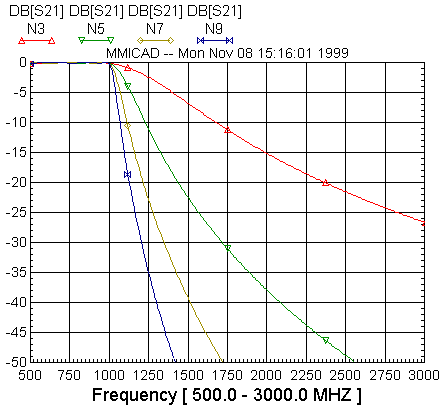 DB[S21] DB[S21] DB[S21] DB[S21]
N3 N5 N7 N9
MMICAD -- Mon Nov 08 15:16:01 1999
0
-5
-10
-15
-20
-25
-30
-35
-40
-45
-50
500 750 1000 1250 1500 1750 2000 2250 2500 2750 3000
Frequency [ 500.0 - 3000.0 MHZ ]